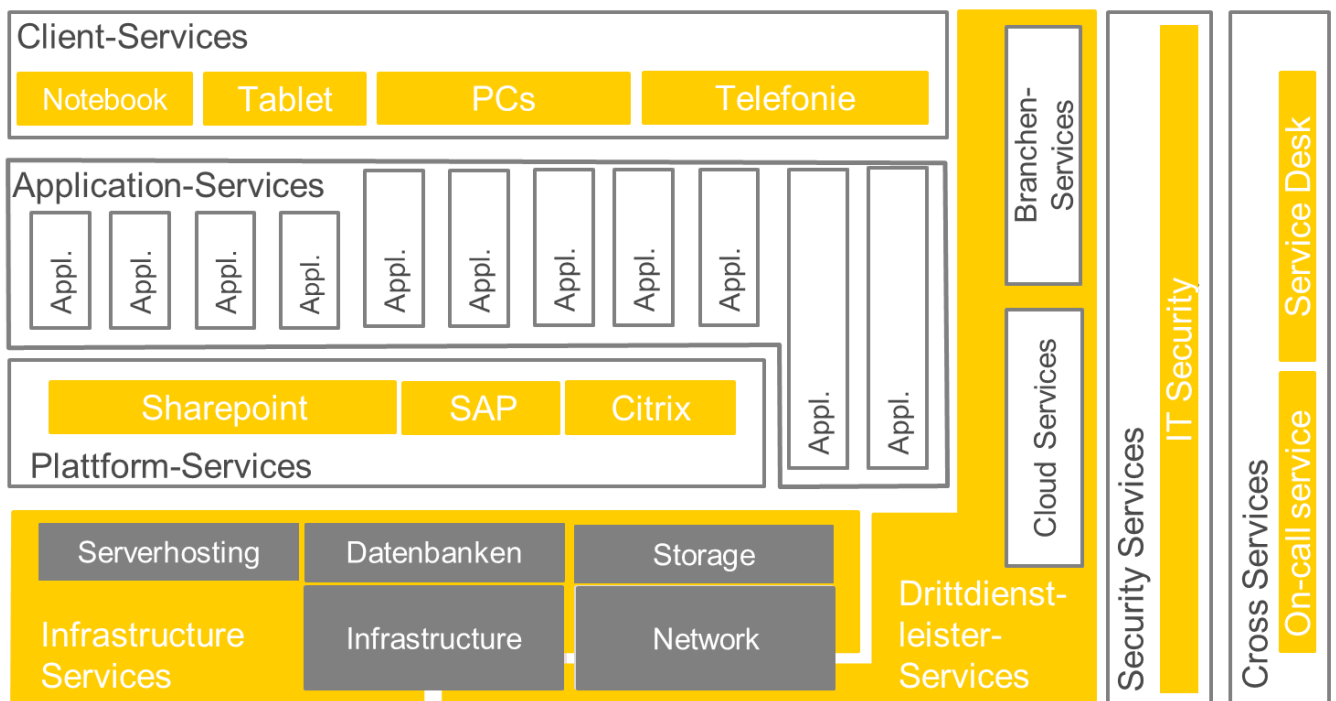 Client-Services
Notebook
Tablet
PCs
Telefonie
Application-Services
Appl.
Appl.
Appl.
Appl.
Appl.
Appl.
Appl.
Appl.
Appl.
Appl.
Appl.
Sharepoint
SAP
Citrix
Plattform-Services
Serverhosting
Datenbanken
Storage
Infrastructure
Services
Infrastructure
Network
Branchen-
Services
Cloud Services
Drittdienst-
leister-
Services
Security Services
IT Security
Cross Services
Service Desk
On-call service